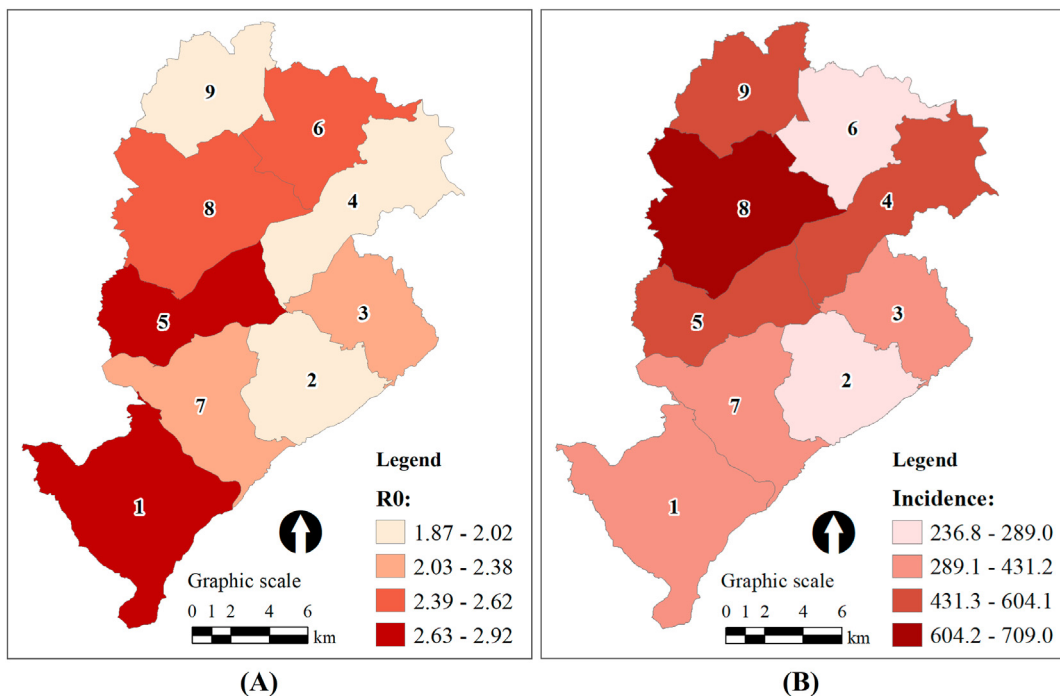 9
6
4
8
3
5
2
7
1
Legend
R0:
1.87 - 2.02
2.03 - 2.38
2.39 - 2.62
2.63 - 2.92
Graphic scale
0 1 2 4 6
km
(A)
9
6
4
8
3
5
2
7
1
Legend
Incidence:
236.8 - 289.0
289.1 - 431.2
431.3 - 604.1
604.2 - 709.0
Graphic scale
0 1 2 4 6
km
(B)